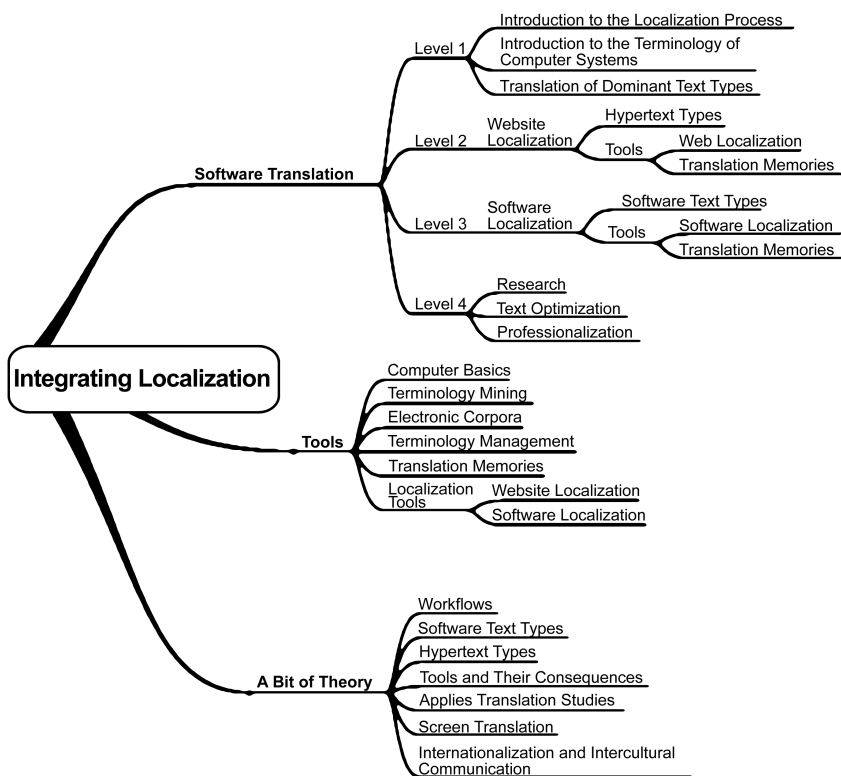 Integrating Localization
Software Translation
Level 1
Introduction to the Localization Process
Introduction to the Terminology of
Computer Systems
Translation of Dominant Text Types
Level 2
Website
Localization
Hypertext Types
Tools
Web Localization
Translation Memories
Level 3
Software
Localization
Software Text Types
Tools
Software Localization
Translation Memories
Level 4
Research
Text Optimization
Professionalization
Tools
Computer Basics
Terminology Mining
Electronic Corpora
Terminology Management
Translation Memories
Localization
Tools
Website Localization
Software Localization
A Bit of Theory
Workflows
Software Text Types
Hypertext Types
Tools and Their Consequences
Applies Translation Studies
Screen Translation
Internationalization and Intercultural
Communication